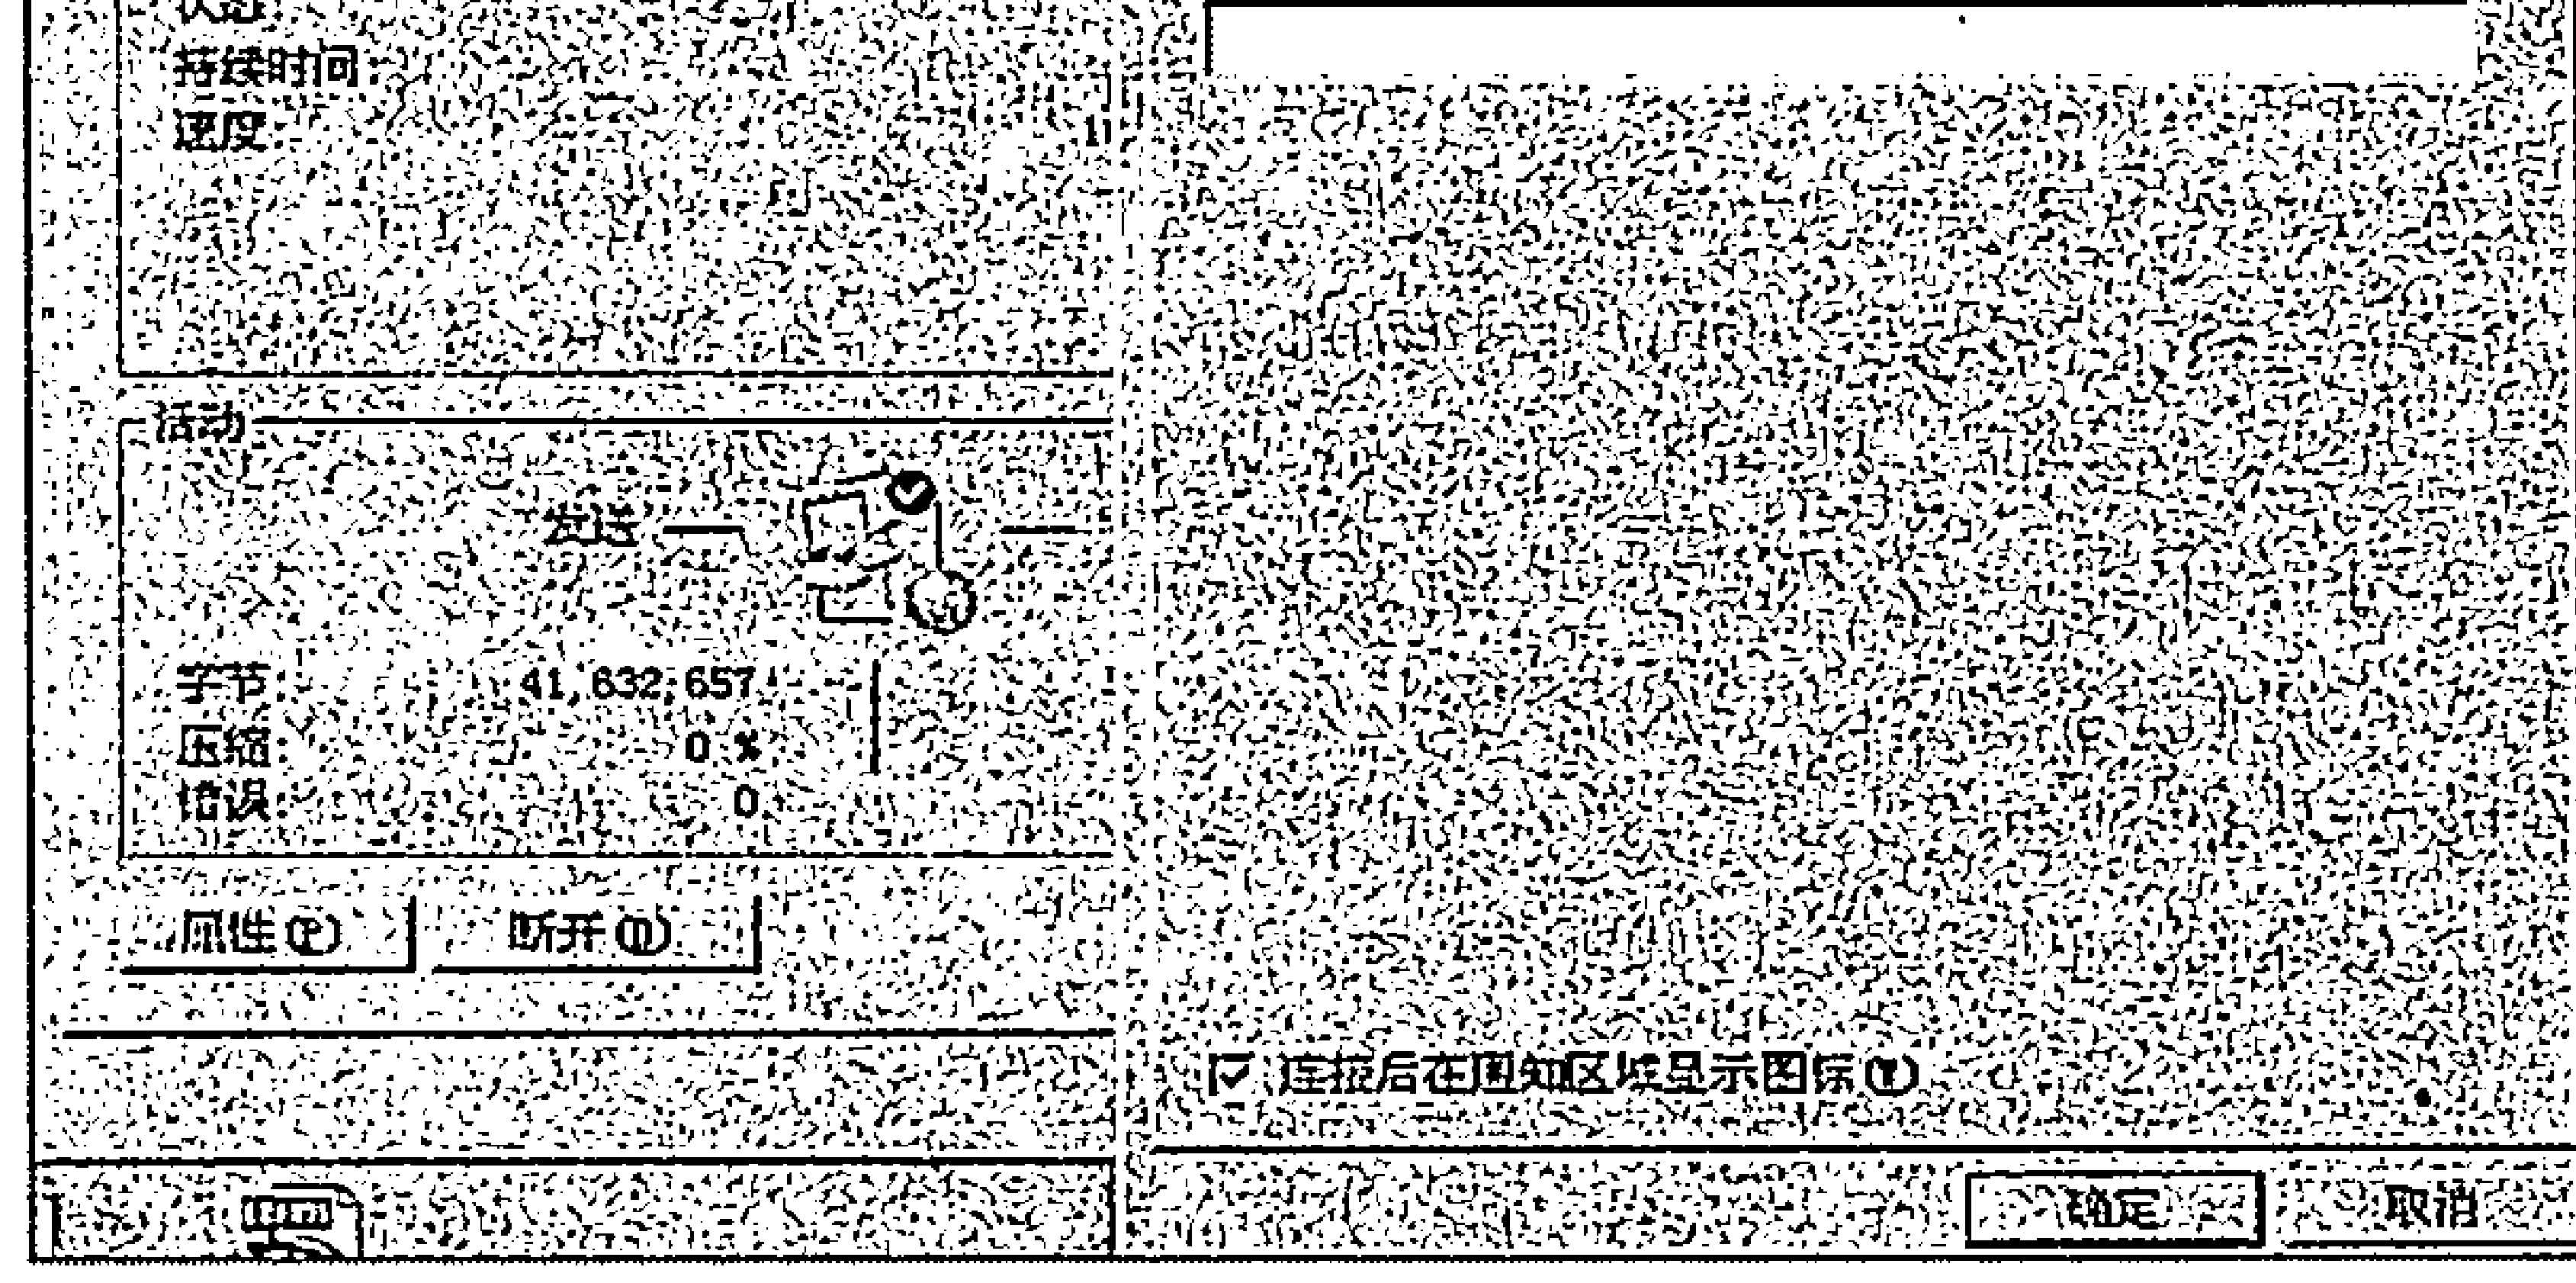 状态:
持续时间:
速度:
活动
发送
字节:
41,632,657
压缩:
0 %
错误:
0
属性(P)
断开(D)
连接后在通知区域显示图标(W)
确定
取消